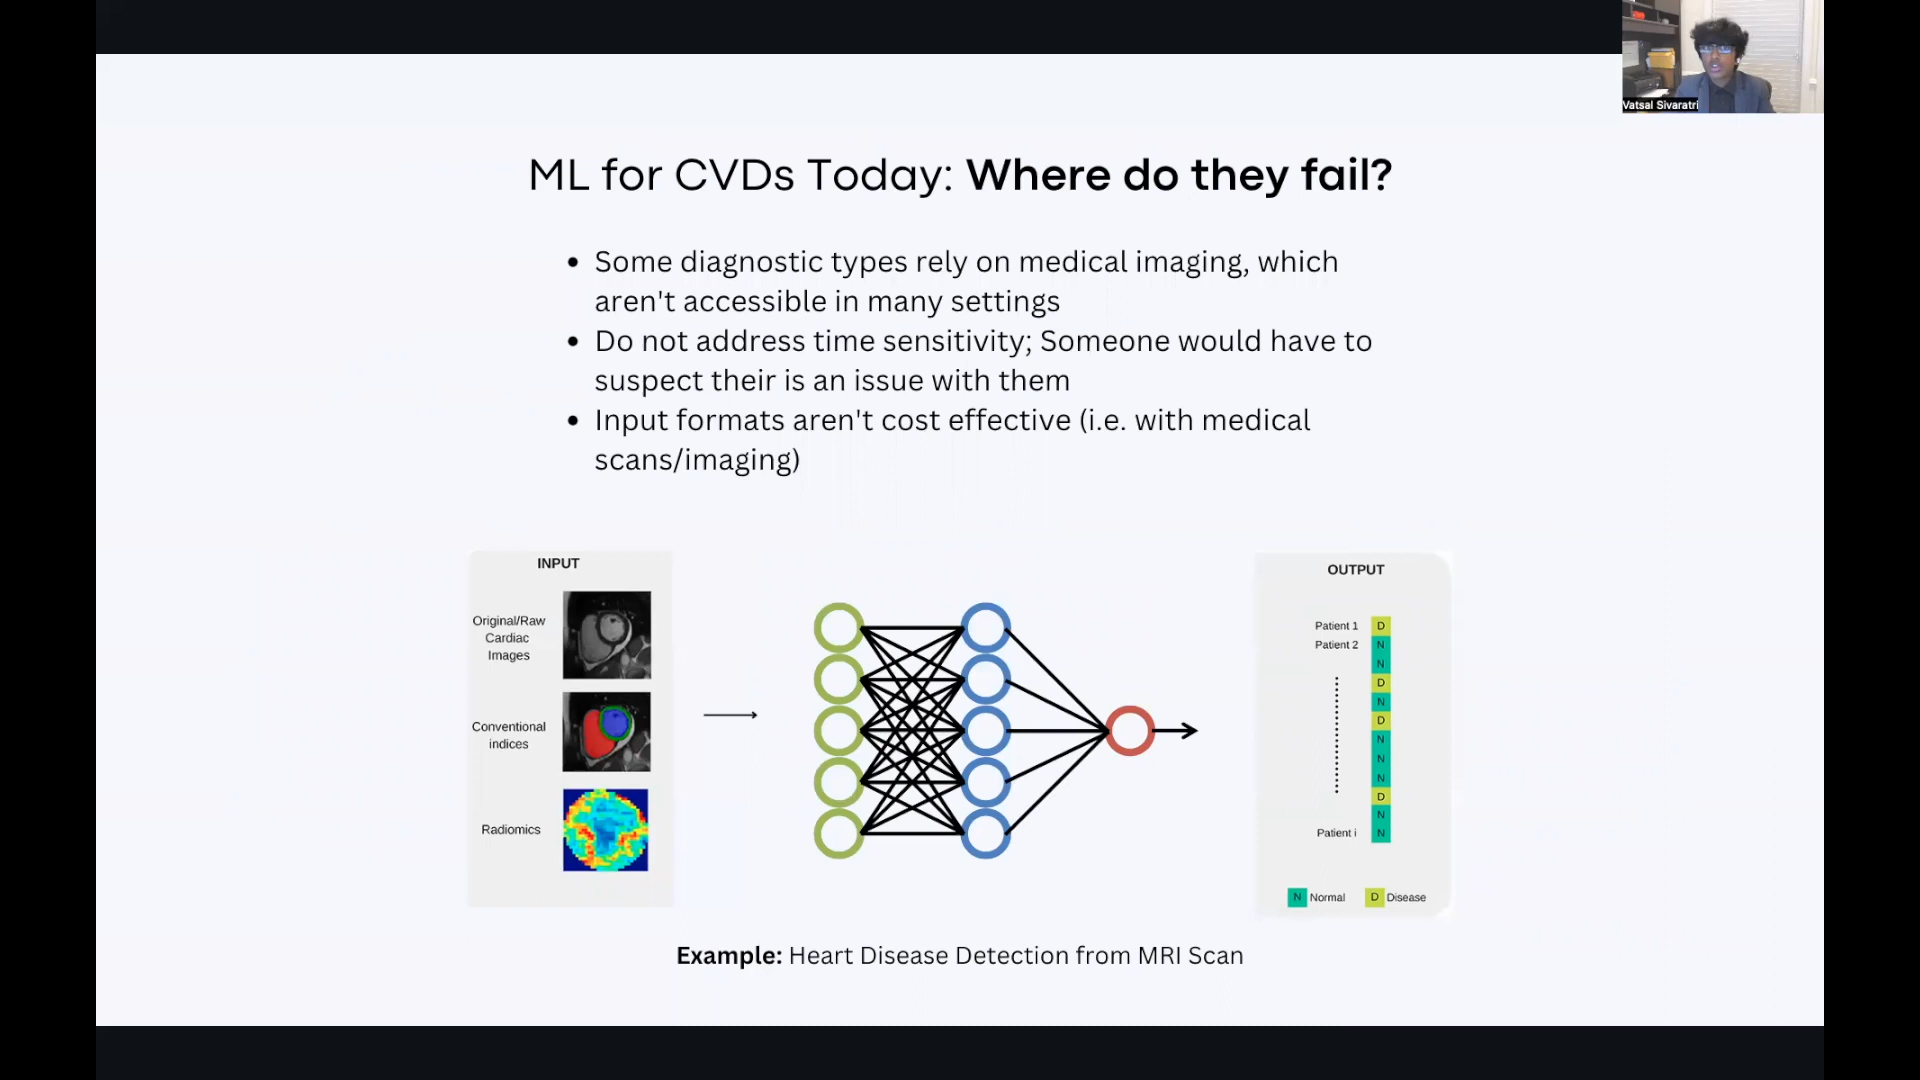 Vatsal Sivaratri
ML for CVDs Today: Where do they fail?
• Some diagnostic types rely on medical imaging, which
aren't accessible in many settings
• Do not address time sensitivity; Someone would have to
suspect their is an issue with them
• Input formats aren't cost effective (i.e. with medical
scans/imaging)
INPUT
Original/Raw
Cardiac
Images
Conventional
indices
Radiomics
OUTPUT
Patient 1 D
Patient 2 N
N
D
N
D
N
N
N
D
N
Patient i N
N Normal D Disease
Example: Heart Disease Detection from MRI Scan